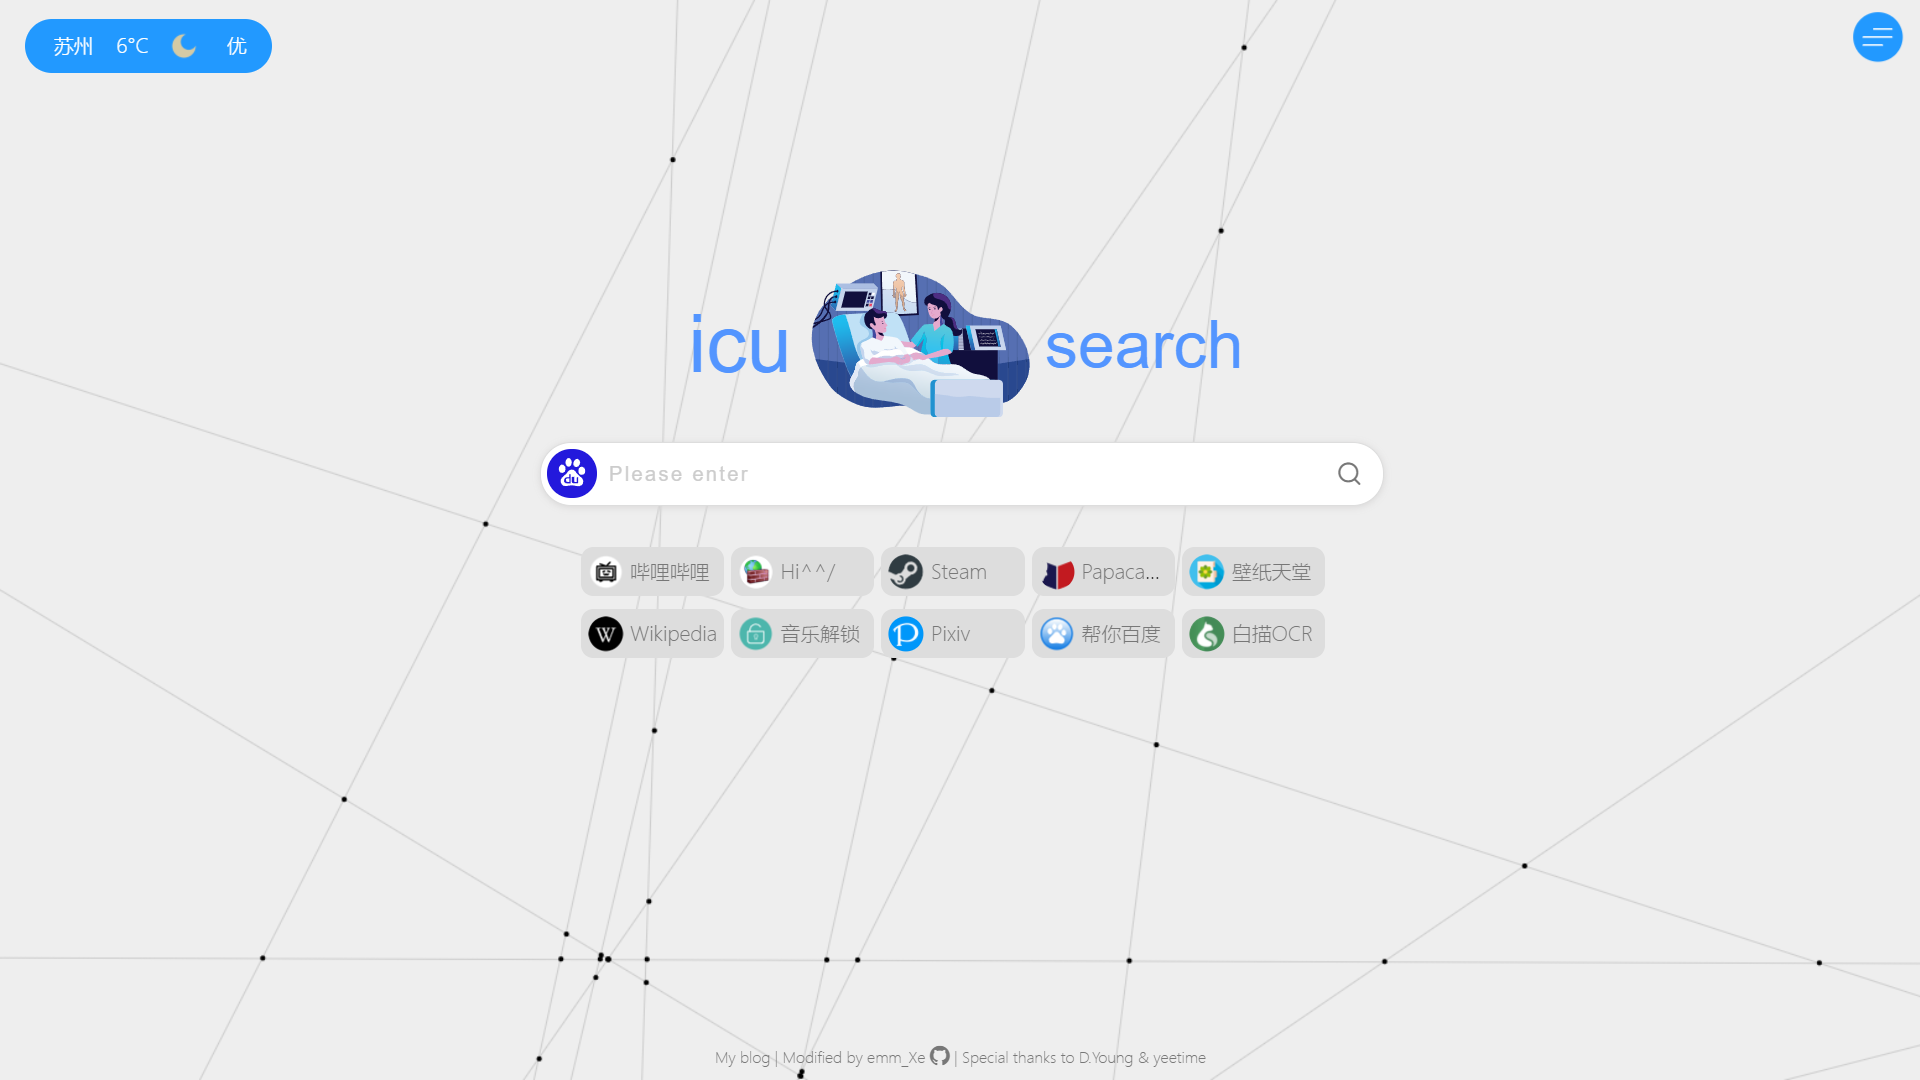 苏州 6°C 优
icu search
du Please enter
哔哩哔哩 Hi^^/ Steam Papaca... 壁纸天堂
Wikipedia 音乐解锁 Pixiv 帮你百度 白描OCR
My blog | Modified by emm_Xe | Special thanks to D.Young & yeetime